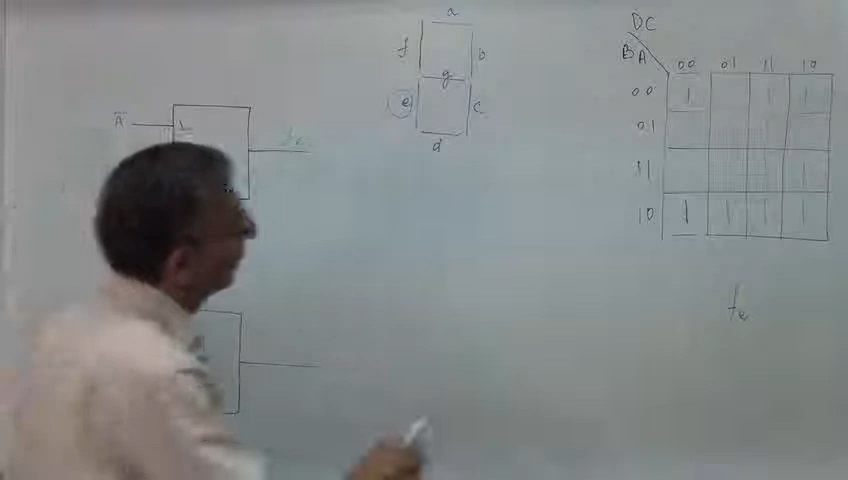 a
f b
g
e c
d
Ā 1
fe
DC
BA 00 01 11 10
00 1 1 1
01
11 1
10 1 1 1 1
fe